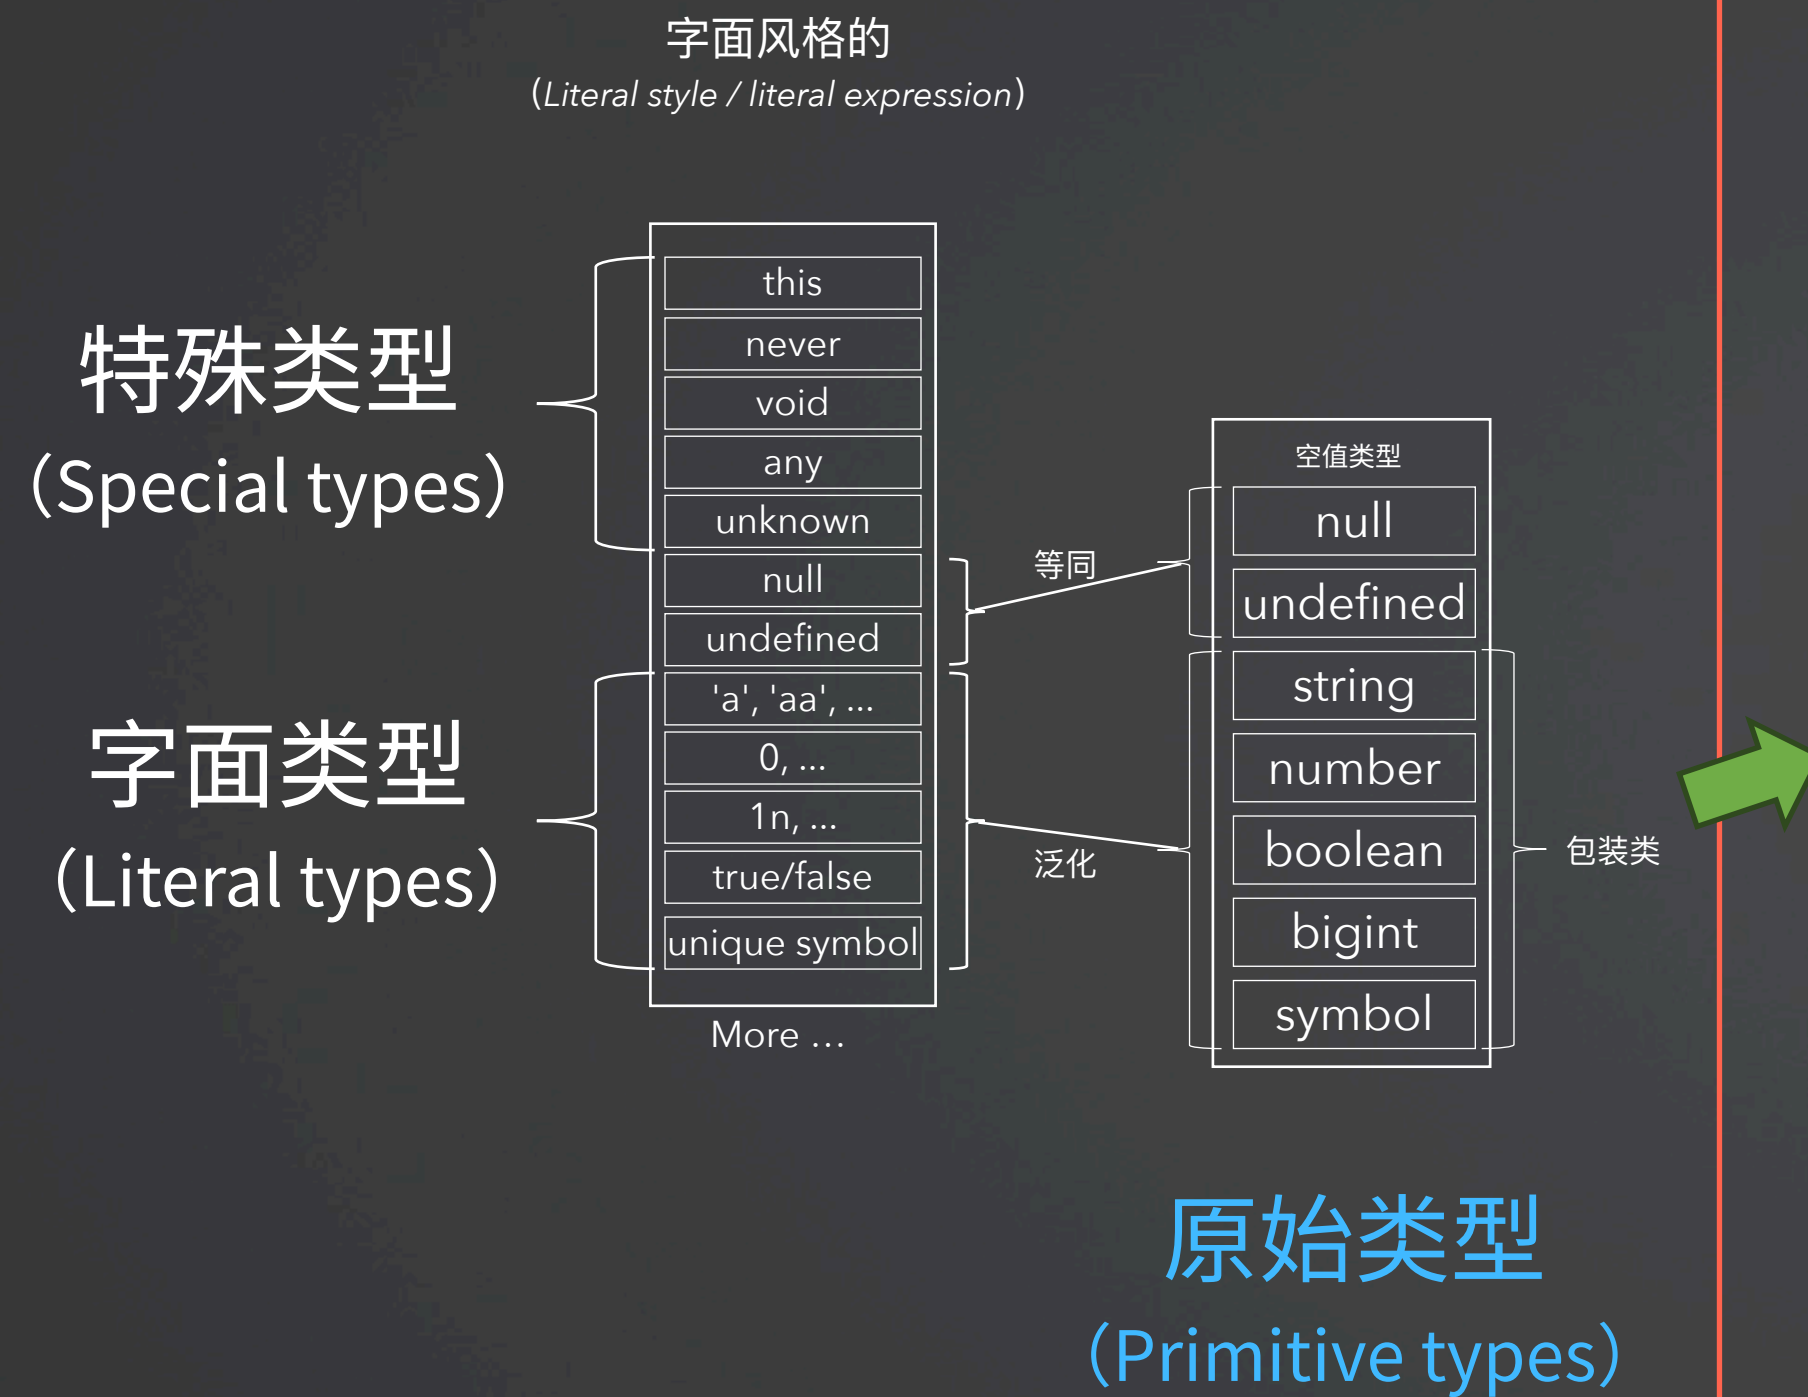 字面风格的
（Literal style / literal expression）
特殊类型
（Special types）
字面类型
（Literal types）
this
never
void
any
unknown
null
undefined
'a', 'aa', ...
0, ...
1n, ...
true/false
unique symbol
More ...
等同
泛化
空值类型
null
undefined
string
number
boolean
bigint
symbol
包装类
原始类型
（Primitive types）